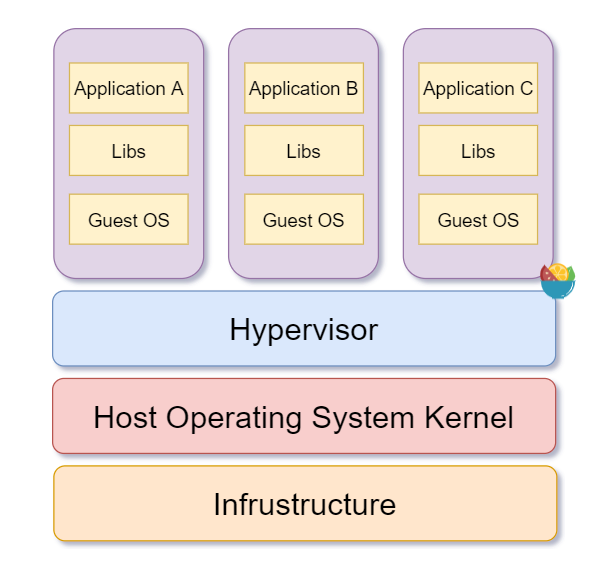 Application A
Application B
Application C
Libs
Libs
Libs
Guest OS
Guest OS
Guest OS
Hypervisor
Host Operating System Kernel
Infrustructure